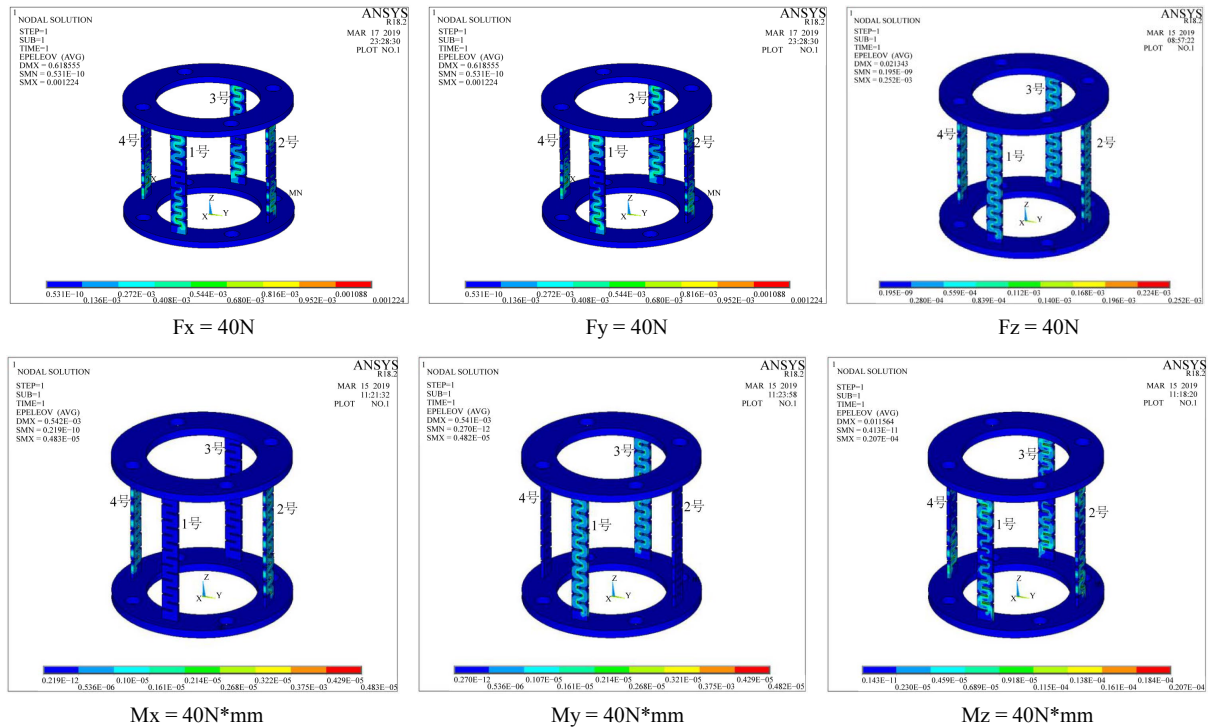 1
NODAL SOLUTION
STEP=1
SUB=1
TIME=1
EPELEOV (AVG)
DMX = 0.618555
SMN = 0.531E-10
SMX = 0.001224
ANSYS
R18.2
MAR 17 2019
23:28:30
PLOT NO.1
3号
4号
2号
1号
X
MN
Z
X Y
0.531E-10 0.272E-03 0.544E-03 0.816E-03 0.001088
0.136E-03 0.408E-03 0.680E-03 0.952E-03 0.001224
Fx = 40N
1
NODAL SOLUTION
STEP=1
SUB=1
TIME=1
EPELEOV (AVG)
DMX = 0.618555
SMN = 0.531E-10
SMX = 0.001224
ANSYS
R18.2
MAR 17 2019
23:28:30
PLOT NO.1
3号
4号
2号
1号
X
MN
Z
X Y
0.531E-10 0.272E-03 0.544E-03 0.816E-03 0.001088
0.136E-03 0.408E-03 0.680E-03 0.952E-03 0.001224
Fy = 40N
1
NODAL SOLUTION
STEP=1
SUB=1
TIME=1
EPELEOV (AVG)
DMX = 0.021343
SMN = 0.195E-09
SMX = 0.252E-03
ANSYS
R18.2
MAR 15 2019
08:57:22
PLOT NO.1
3号
4号
2号
1号
Z
X Y
0.195E-09 0.559E-04 0.112E-03 0.168E-03 0.224E-03
0.280E-04 0.839E-04 0.140E-03 0.196E-03 0.252E-03
Fz = 40N
1
NODAL SOLUTION
STEP=1
SUB=1
TIME=1
EPELEOV (AVG)
DMX = 0.542E-03
SMN = 0.219E-10
SMX = 0.483E-05
ANSYS
R18.2
MAR 15 2019
11:21:32
PLOT NO.1
3号
4号
2号
1号
Z
X Y
0.219E-12 0.10E-05 0.214E-05 0.322E-05 0.429E-05
0.536E-06 0.161E-05 0.268E-05 0.375E-03 0.483E-05
Mx = 40N*mm
1
NODAL SOLUTION
STEP=1
SUB=1
TIME=1
EPELEOV (AVG)
DMX = 0.541E-03
SMN = 0.270E-12
SMX = 0.482E-05
ANSYS
R18.2
MAR 15 2019
11:23:58
PLOT NO.1
3号
4号
2号
1号
Z
X Y
0.270E-12 0.107E-05 0.214E-05 0.321E-05 0.429E-05
0.536E-06 0.161E-05 0.268E-05 0.375E-03 0.482E-05
My = 40N*mm
1
NODAL SOLUTION
STEP=1
SUB=1
TIME=1
EPELEOV (AVG)
DMX = 0.011564
SMN = 0.413E-11
SMX = 0.207E-04
ANSYS
R18.2
MAR 15 2019
11:18:20
PLOT NO.1
3号
4号
2号
1号
Z
X Y
0.143E-11 0.459E-05 0.918E-05 0.138E-04 0.184E-04
0.230E-05 0.689E-05 0.115E-04 0.161E-04 0.207E-04
Mz = 40N*mm